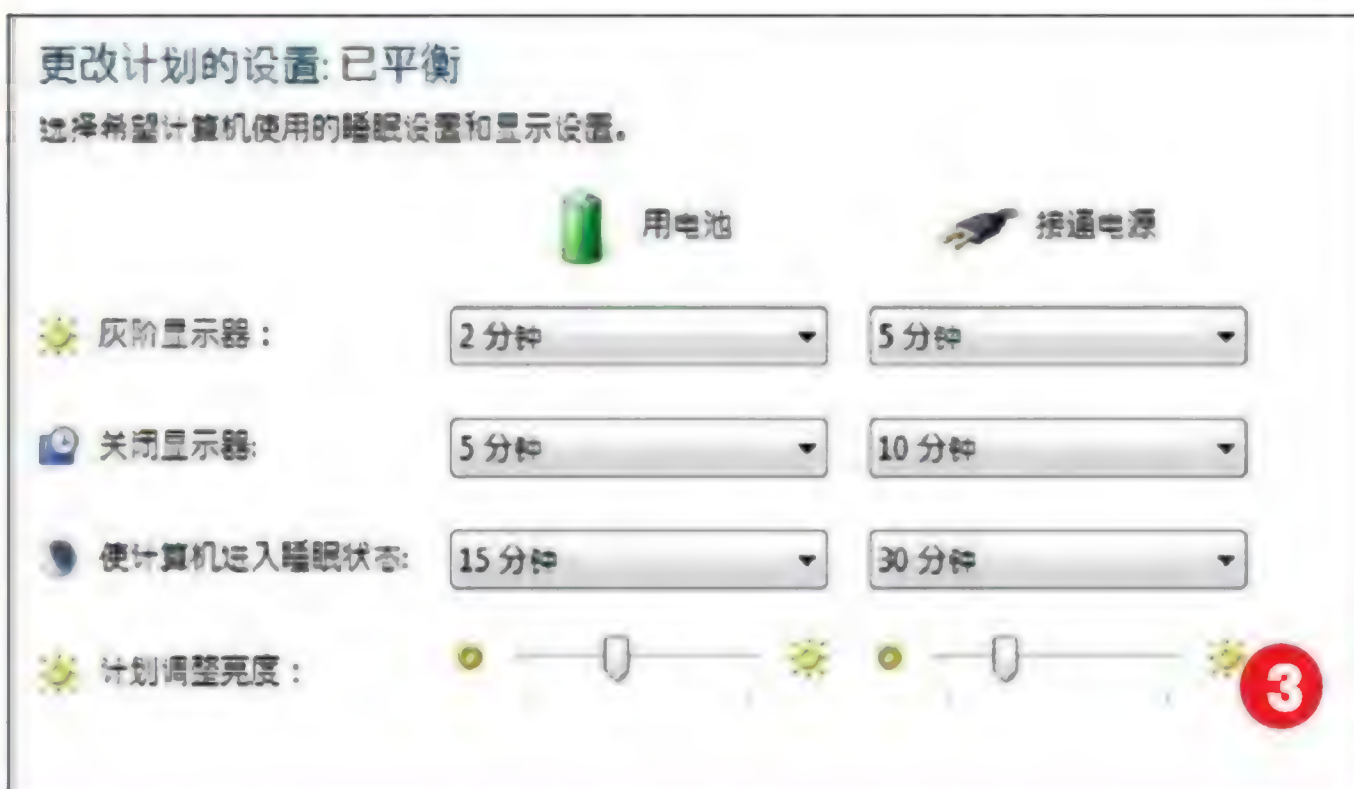 更改计划的设置: 已平衡
选择希望计算机使用的睡眠设置和显示设置。
用电池 接通电源
灰阶显示器： 2 分钟 5 分钟
关闭显示器: 5 分钟 10 分钟
使计算机进入睡眠状态: 15 分钟 30 分钟
计划调整亮度：
3